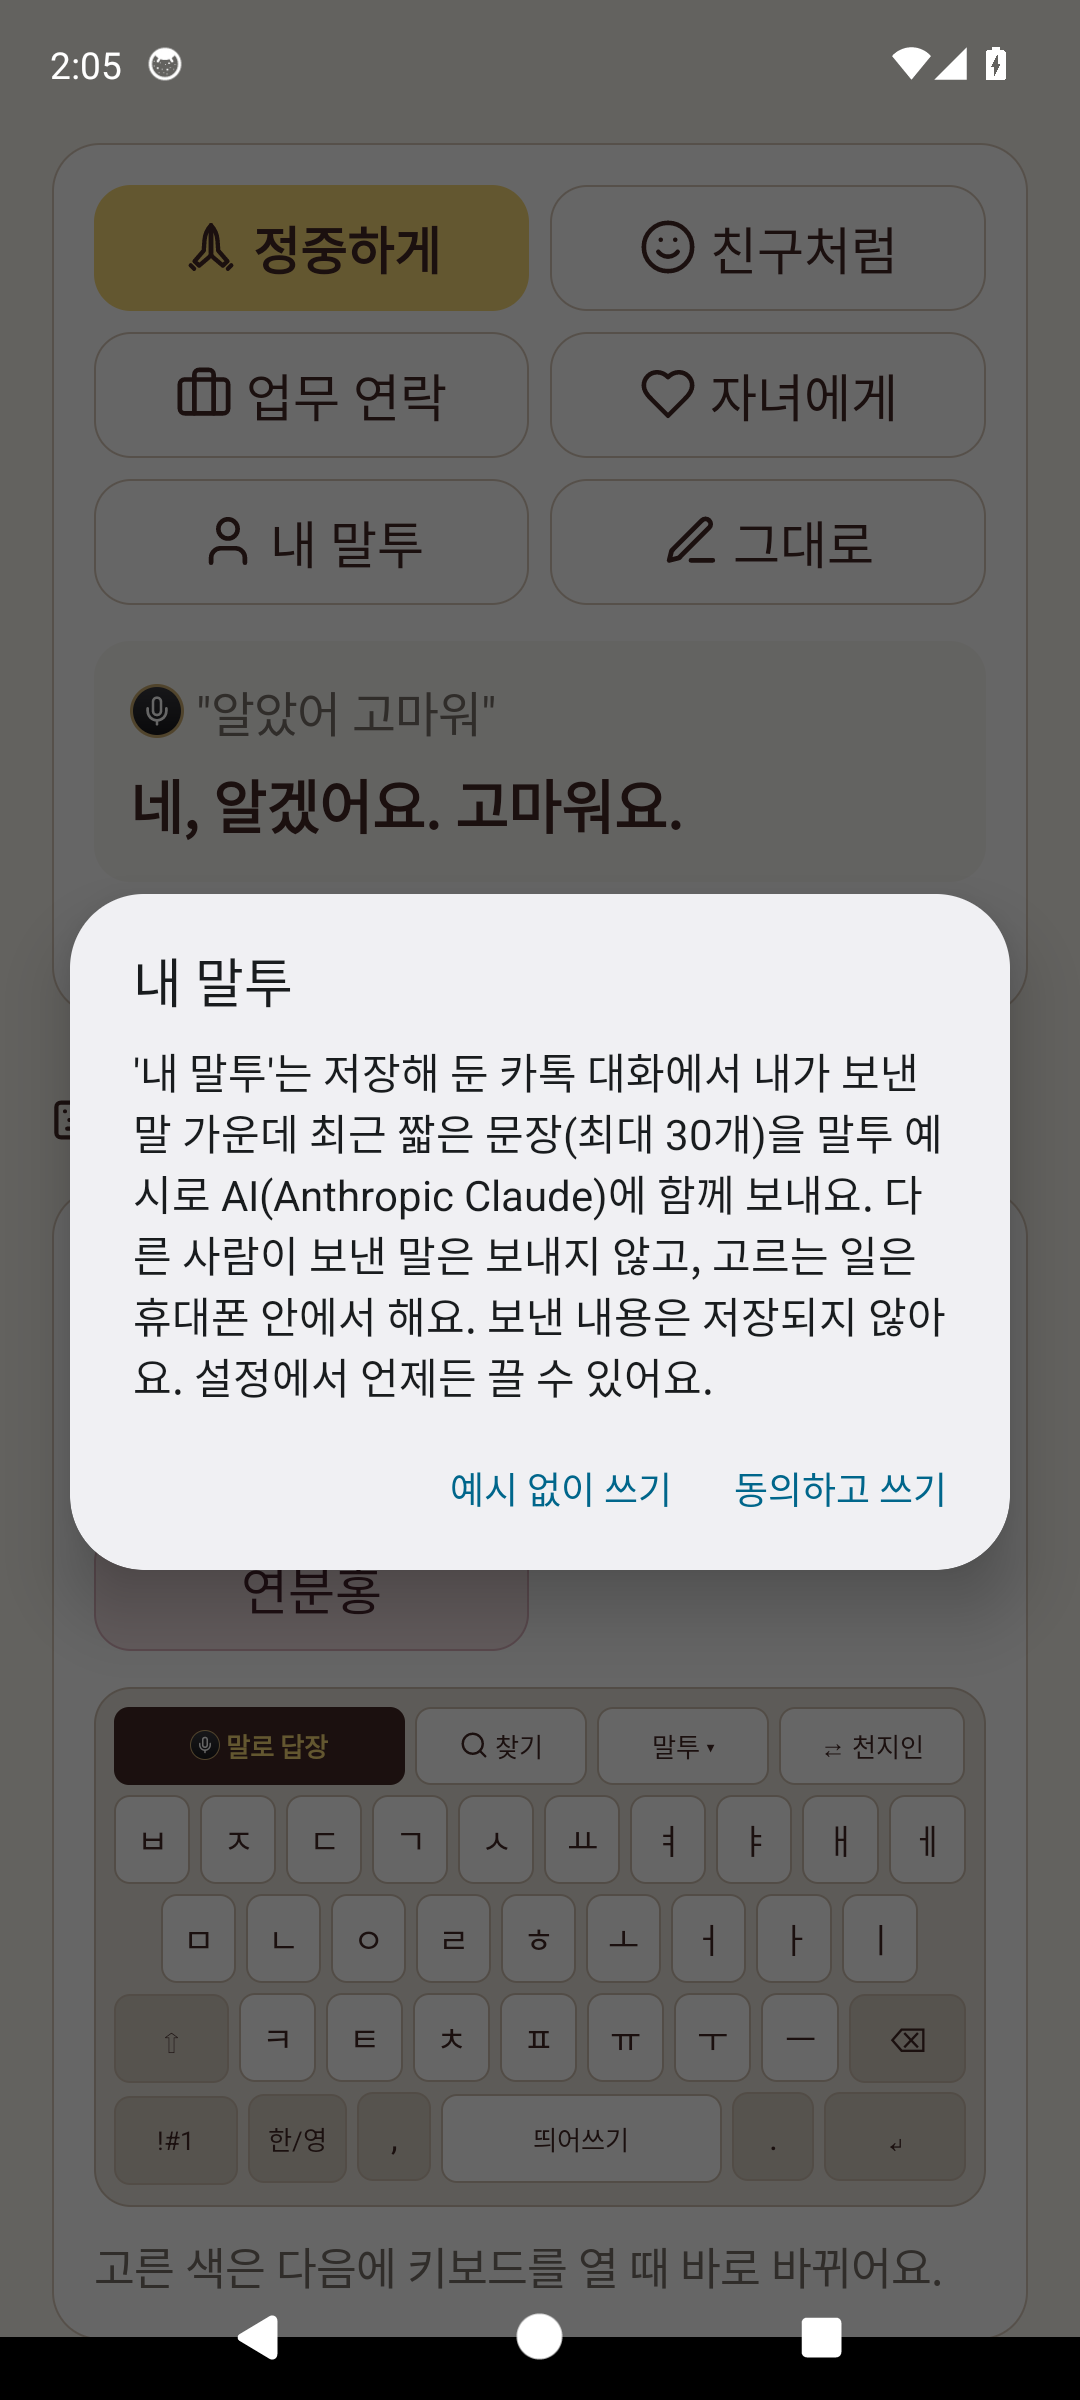 2:05
정중하게
친구처럼
업무 연락
자녀에게
내 말투
그대로
"알았어 고마워"
네, 알겠어요. 고마워요.
내 말투
'내 말투'는 저장해 둔 카톡 대화에서 내가 보낸
말 가운데 최근 짧은 문장(최대 30개)을 말투 예
시로 AI(Anthropic Claude)에 함께 보내요. 다
른 사람이 보낸 말은 보내지 않고, 고르는 일은
휴대폰 안에서 해요. 보낸 내용은 저장되지 않아
요. 설정에서 언제든 끌 수 있어요.
예시 없이 쓰기
동의하고 쓰기
연분홍
말로 답장
찾기
말투 ▾
⇄ 천지인
ㅂ ㅈ ㄷ ㄱ ㅅ ㅛ ㅕ ㅑ ㅐ ㅔ
ㅁ ㄴ ㅇ ㄹ ㅎ ㅗ ㅓ ㅏ ㅣ
⇧ ㅋ ㅌ ㅊ ㅍ ㅠ ㅜ ㅡ
!#1 한/영 , 띄어쓰기 . ↵
고른 색은 다음에 키보드를 열 때 바로 바뀌어요.